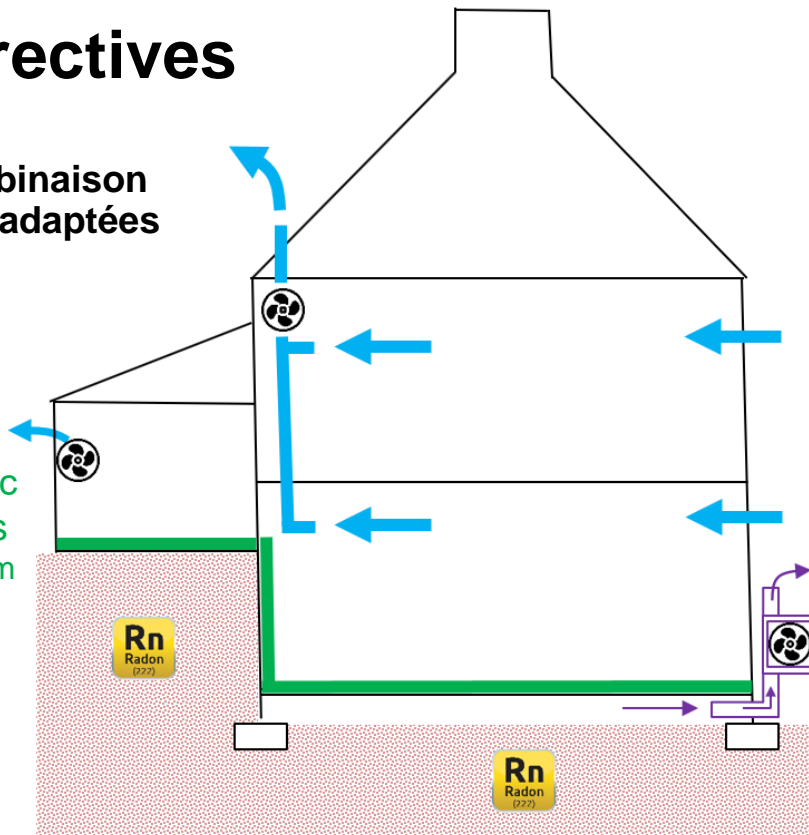 rectives
binaison
adaptées
c
s
m
Rn
Radon
(222)
Rn
Radon
(222)